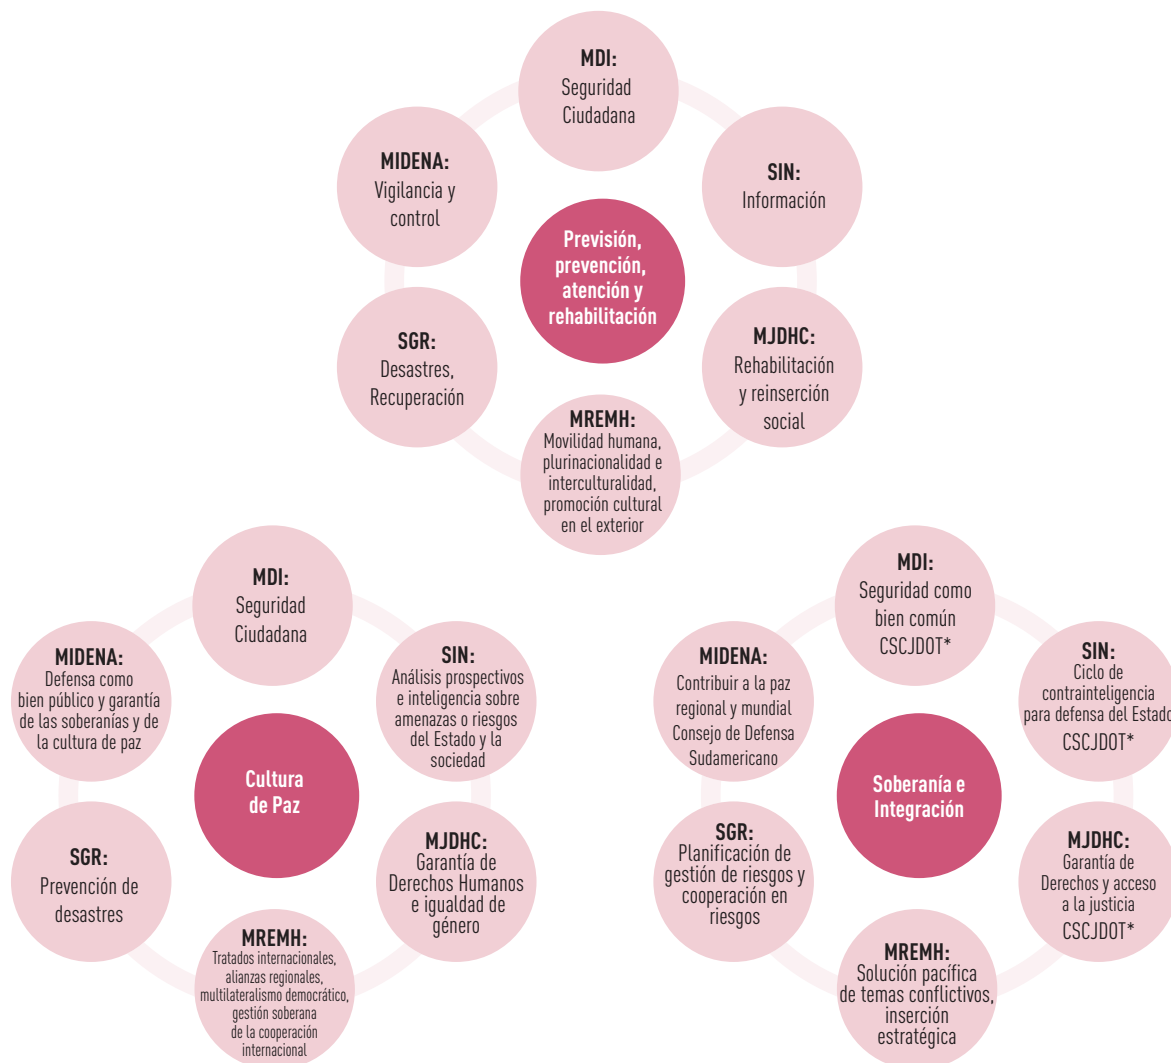 MDI:
Seguridad
Ciudadana
MIDENA:
Vigilancia y
control
SIN:
Información
Previsión,
prevención,
atención y
rehabilitación
SGR:
Desastres,
Recuperación
MJDHC:
Rehabilitación
y reinserción
social
MREMH:
Movilidad humana,
plurinacionalidad e
interculturalidad,
promoción cultural
en el exterior
MDI:
Seguridad
Ciudadana
MIDENA:
Defensa como
bien público y garantía
de las soberanías y de
la cultura de paz
SIN:
Análisis prospectivos
e inteligencia sobre
amenazas o riesgos
del Estado y la
sociedad
Cultura
de Paz
SGR:
Prevención de
desastres
MJDHC:
Garantía de
Derechos Humanos
e igualdad de
género
MREMH:
Tratados internacionales,
alianzas regionales,
multilateralismo democrático,
gestión soberana
de la cooperación
internacional
MDI:
Seguridad como
bien común
CSCJDOT*
MIDENA:
Contribuir a la paz
regional y mundial
Consejo de Defensa
Sudamericano
SIN:
Ciclo de
contrainteligencia
para defensa del Estado
CSCJDOT*
Soberanía e
Integración
SGR:
Planificación de
gestión de riesgos y
cooperación en
riesgos
MJDHC:
Garantía de
Derechos y acceso
a la justicia
CSCJDOT*
MREMH:
Solución pacífica
de temas conflictivos,
inserción
estratégica